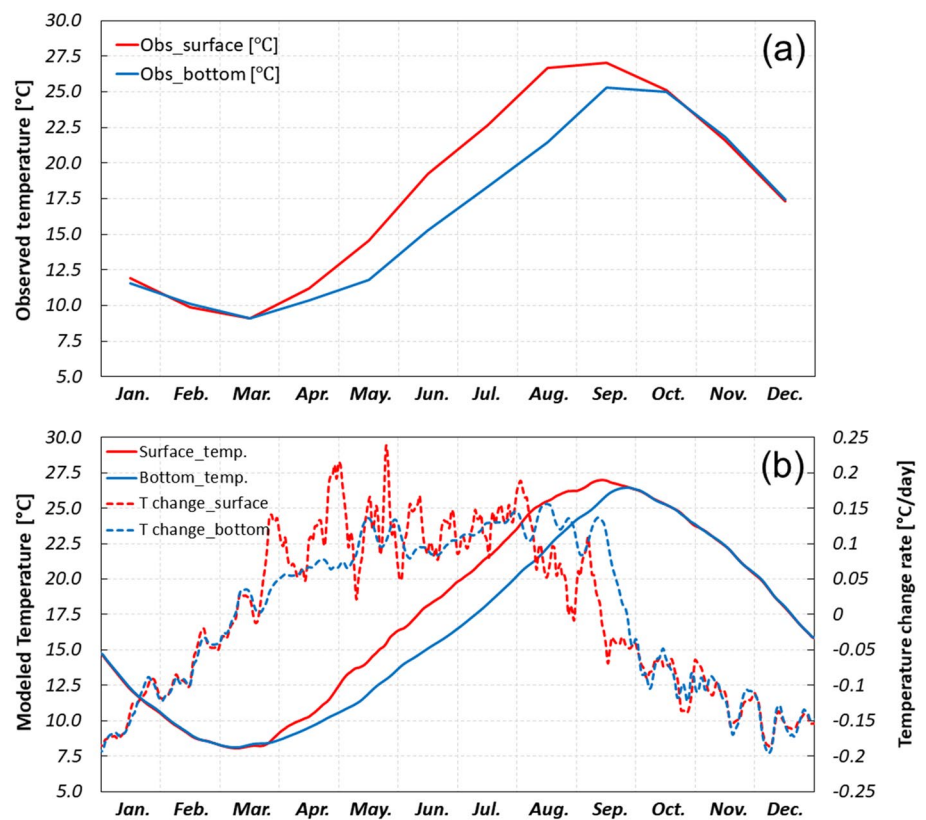 30.0
27.5
25.0
22.5
20.0
17.5
15.0
12.5
10.0
7.5
5.0
Observed temperature [°C]
Obs_surface [℃]
Obs_bottom [℃]
(a)
Jan. Feb. Mar. Apr. May. Jun. Jul. Aug. Sep. Oct. Nov. Dec.
30.0
27.5
25.0
22.5
20.0
17.5
15.0
12.5
10.0
7.5
5.0
Modeled Temperature [°C]
Surface_temp.
Bottom_temp.
T change_surface
T change_bottom
(b)
0.25
0.2
0.15
0.1
0.05
0
-0.05
-0.1
-0.15
-0.2
-0.25
Temperature change rate [°C/day]
Jan. Feb. Mar. Apr. May. Jun. Jul. Aug. Sep. Oct. Nov. Dec.